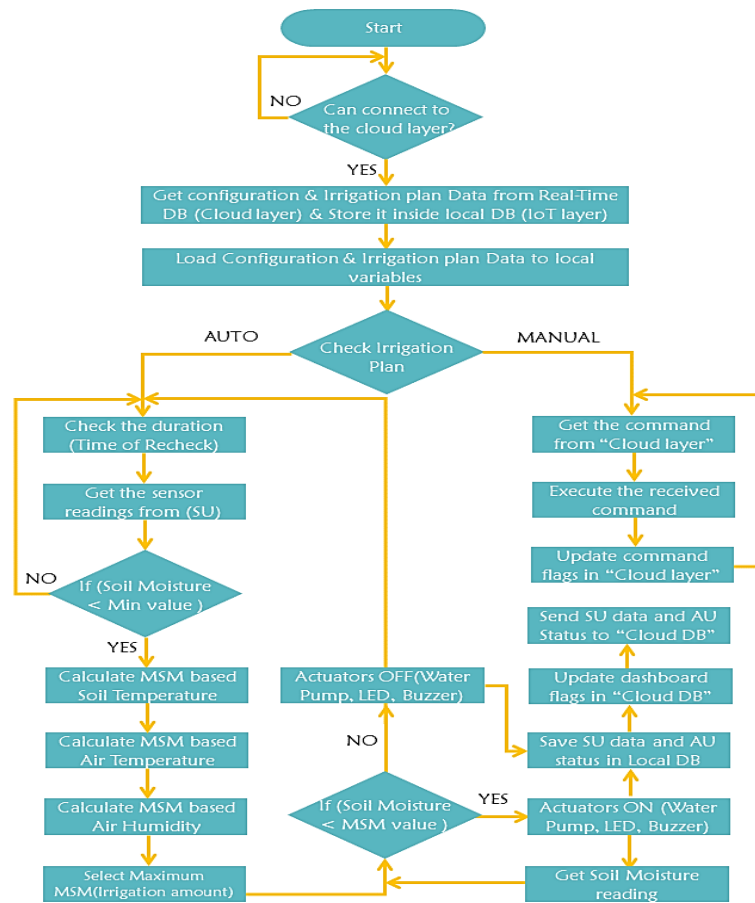 Start
NO
Can connect to
the cloud layer?
YES
Get configuration & Irrigation plan Data from Real-Time
DB (Cloud layer) & Store it inside local DB (IoT layer)
Load Configuration & Irrigation plan Data to local
variables
AUTO
MANUAL
Check Irrigation
Plan
Check the duration
(Time of Recheck)
Get the sensor
readings from (SU)
NO
If (Soil Moisture
< Min value )
YES
Calculate MSM based
Soil Temperature
Calculate MSM based
Air Temperature
Calculate MSM based
Air Humidity
Select Maximum
MSM(Irrigation amount)
Get the command
from “Cloud layer”
Execute the received
command
Update command
flags in “Cloud layer”
Send SU data and AU
Status to “Cloud DB”
Update dashboard
flags in “Cloud DB”
Save SU data and AU
status in Local DB
Actuators OFF(Water
Pump, LED, Buzzer)
NO
If (Soil Moisture
< MSM value )
YES
Actuators ON (Water
Pump, LED, Buzzer)
Get Soil Moisture
reading